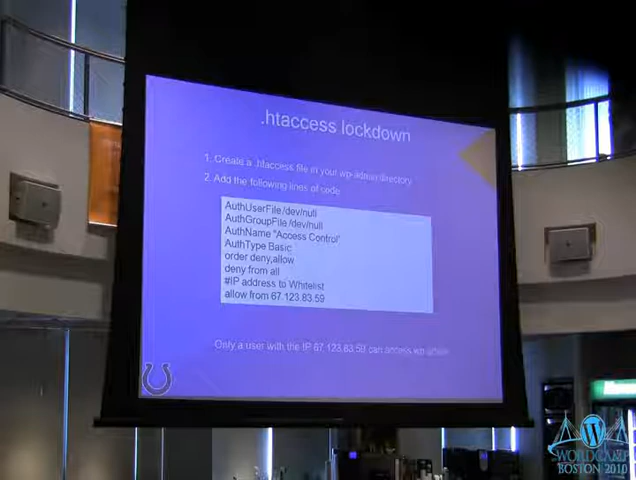 .htaccess lockdown
1. Create a .htaccess file in your wp-admin directory
2. Add the following lines of code
AuthUserFile /dev/null
AuthGroupFile /dev/null
AuthName "Access Control"
AuthType Basic
order deny,allow
deny from all
#IP address to Whitelist
allow from 67.123.83.59
Only a user with the IP 67.123.83.59 can access wp-admin
WORDCAMP
BOSTON 2010